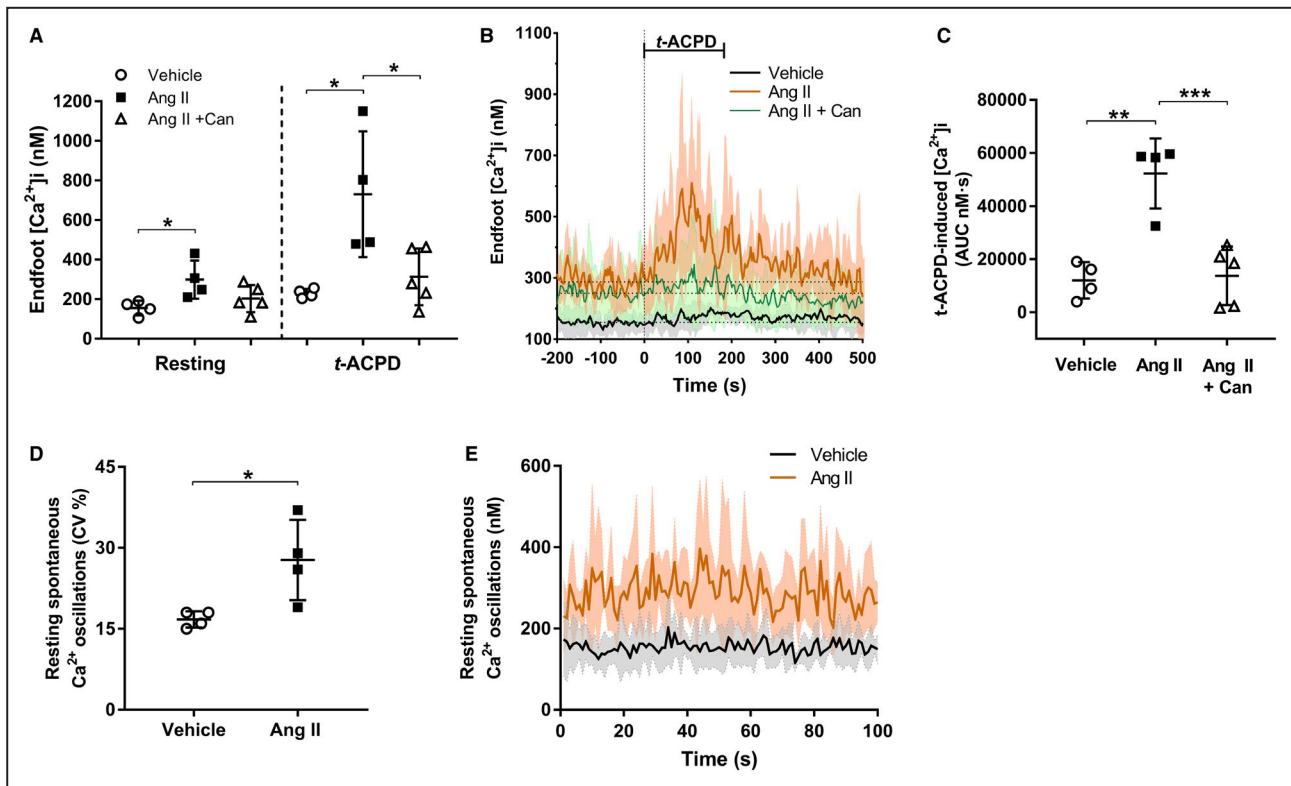 A
Vehicle
Ang II
Ang II +Can
*
*
*
Endfoot [Ca²⁺]i (nM)
1200
1000
800
600
400
200
0
Resting
t-ACPD
B
t-ACPD
Vehicle
Ang II
Ang II + Can
Endfoot [Ca²⁺]i (nM)
1100
900
700
500
300
100
-200 -100 0 100 200 300 400 500
Time (s)
C
**
***
t-ACPD-induced [Ca²⁺]i
(AUC nM·s)
80000
60000
40000
20000
0
Vehicle Ang II Ang II
+ Can
D
*
Resting spontaneous
Ca²⁺ oscillations (CV %)
45
30
15
0
Vehicle Ang II
E
Vehicle
Ang II
Resting spontaneous
Ca²⁺ oscillations (nM)
600
400
200
0
0 20 40 60 80 100
Time (s)